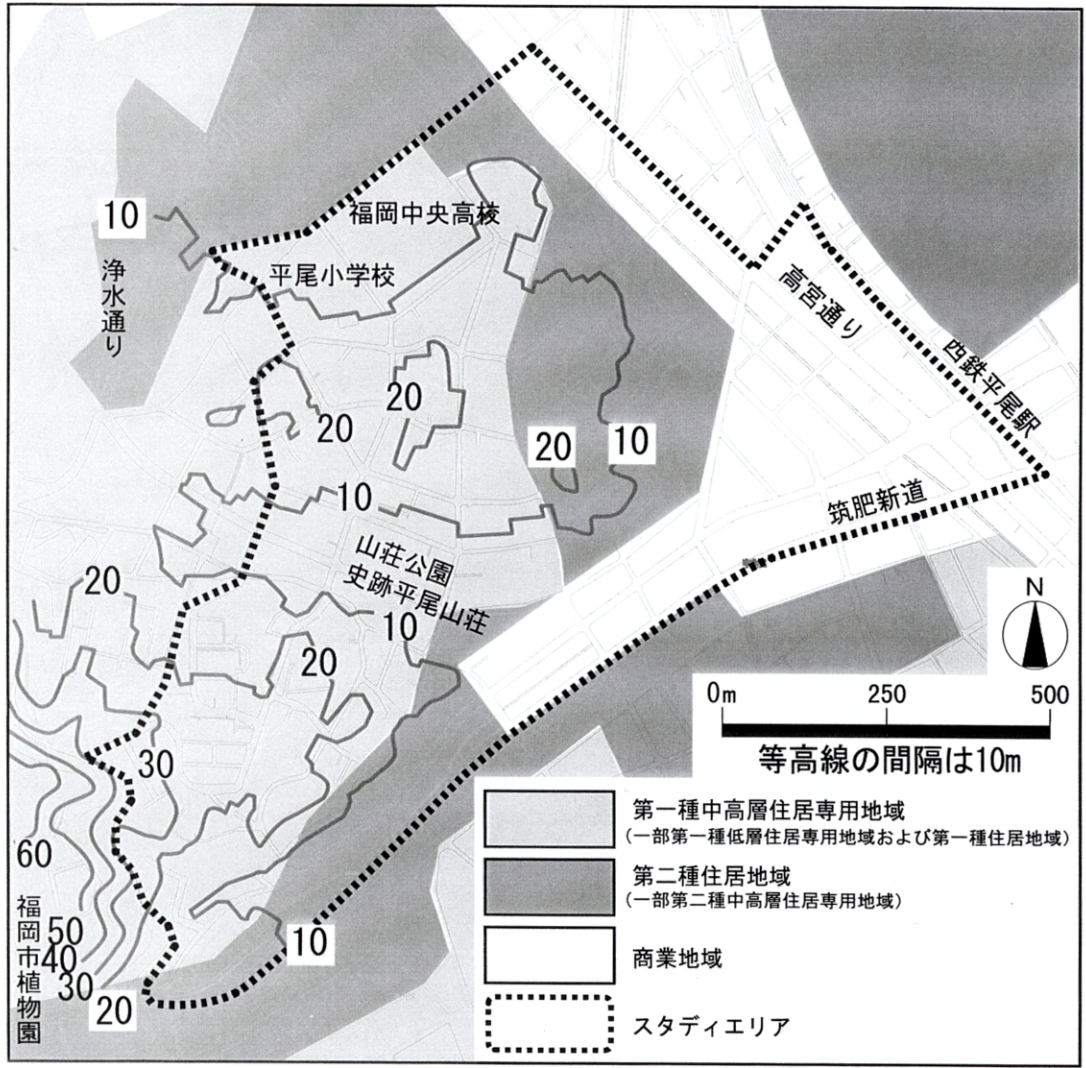 福岡中央高校
10
浄水通り
平尾小学校
高宮通り
西鉄平尾駅
20
20
20
10
10
筑肥新道
山荘公園
史跡平尾山荘
20
10
20
N
0m 250 500
等高線の間隔は10m
30
60
福岡市植物園
50
40
30
20
10
第一種中高層住居専用地域
(一部第一種低層住居専用地域および第一種住居地域)
第二種住居地域
(一部第二種中高層住居専用地域)
商業地域
スタディエリア